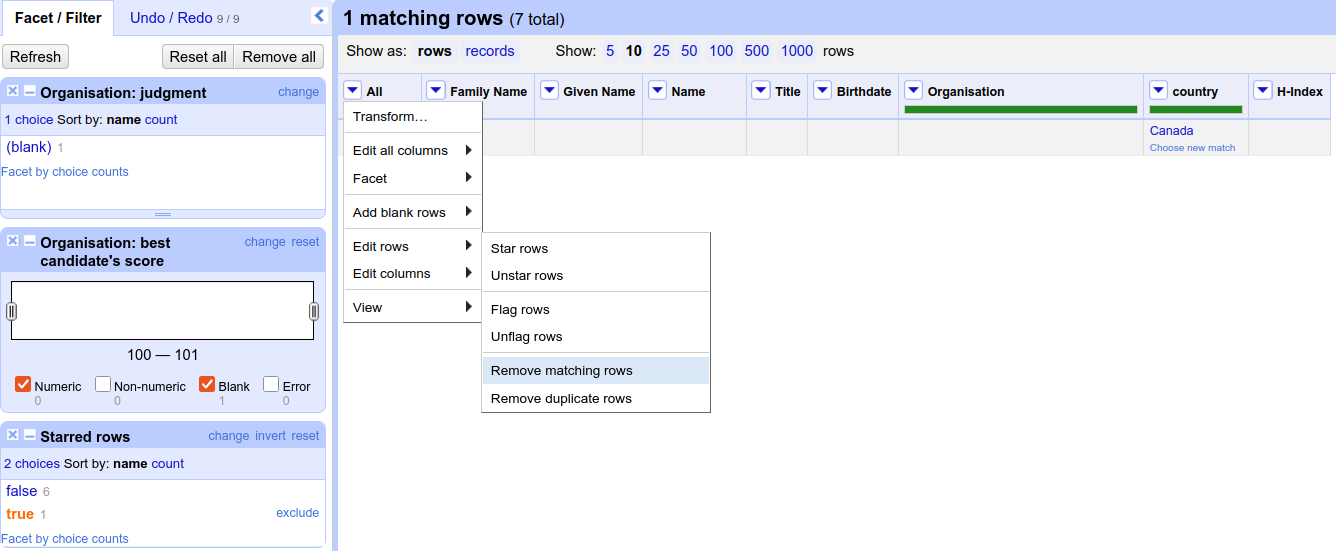 Facet / Filter
Undo / Redo 9 / 9
Refresh
Reset all
Remove all
Organisation: judgment
change
1 choice Sort by: name count
(blank) 1
Facet by choice counts
Organisation: best
candidate's score
change reset
100 — 101
Numeric
0
Non-numeric
0
Blank
1
Error
0
Starred rows
change invert reset
2 choices Sort by: name count
false 6
true 1
exclude
Facet by choice counts
1 matching rows (7 total)
Show as: rows records
Show: 5 10 25 50 100 500 1000 rows
All
Family Name
Given Name
Name
Title
Birthdate
Organisation
country
H-Index
Canada
Choose new match
Transform…
Edit all columns
Facet
Add blank rows
Edit rows
Edit columns
View
Star rows
Unstar rows
Flag rows
Unflag rows
Remove matching rows
Remove duplicate rows